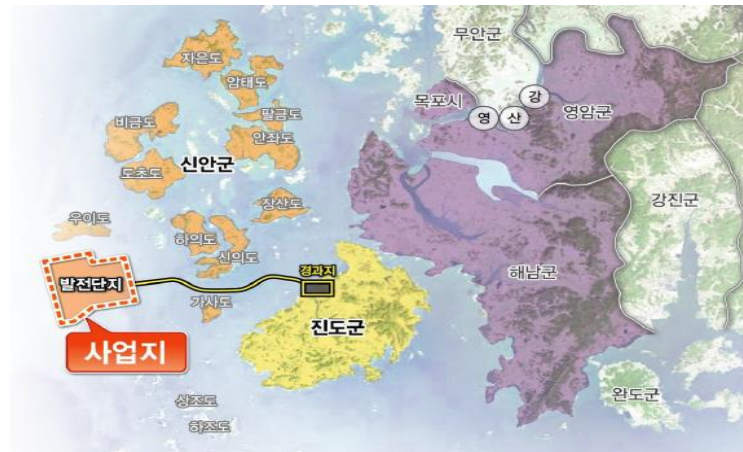 자은도
암태도
팔금도
비금도
안좌도
도초도
신안군
장산도
우이도
하의도
신의도
발전단지
가사도
경과지
진도군
사업지
상조도
하조도
무안군
목포시
영 산 강
영암군
강진군
해남군
완도군